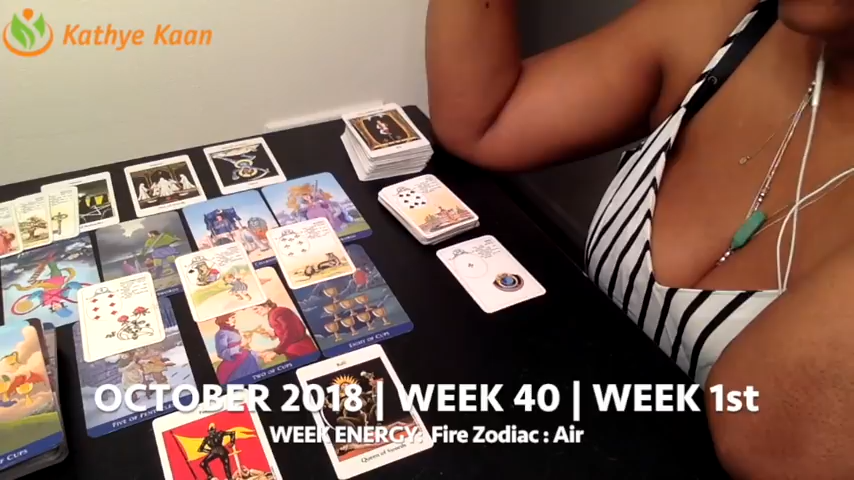 Kathye Kaan
TWO OF CUPS
EIGHT OF CUPS
FIVE OF PENTACLES
OCTOBER 2018 | WEEK 40 | WEEK 1st
WEEK ENERGY: Fire Zodiac : Air
Queen of Swords